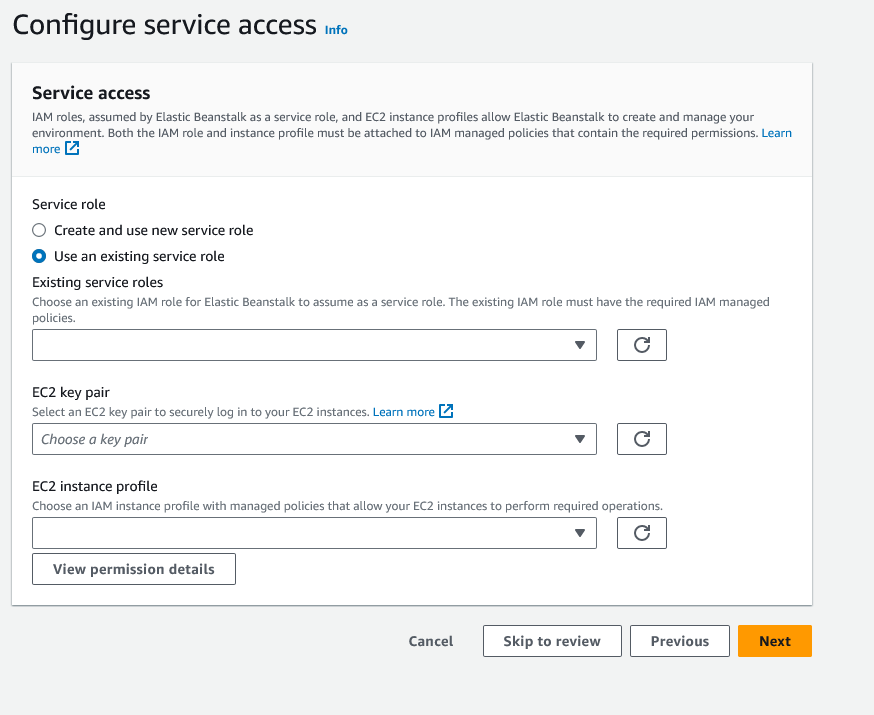 Configure service access Info
Service access
IAM roles, assumed by Elastic Beanstalk as a service role, and EC2 instance profiles allow Elastic Beanstalk to create and manage your
environment. Both the IAM role and instance profile must be attached to IAM managed policies that contain the required permissions. Learn
more
Service role
Create and use new service role
Use an existing service role
Existing service roles
Choose an existing IAM role for Elastic Beanstalk to assume as a service role. The existing IAM role must have the required IAM managed
policies.
EC2 key pair
Select an EC2 key pair to securely log in to your EC2 instances. Learn more
Choose a key pair
EC2 instance profile
Choose an IAM instance profile with managed policies that allow your EC2 instances to perform required operations.
View permission details
Cancel Skip to review Previous Next